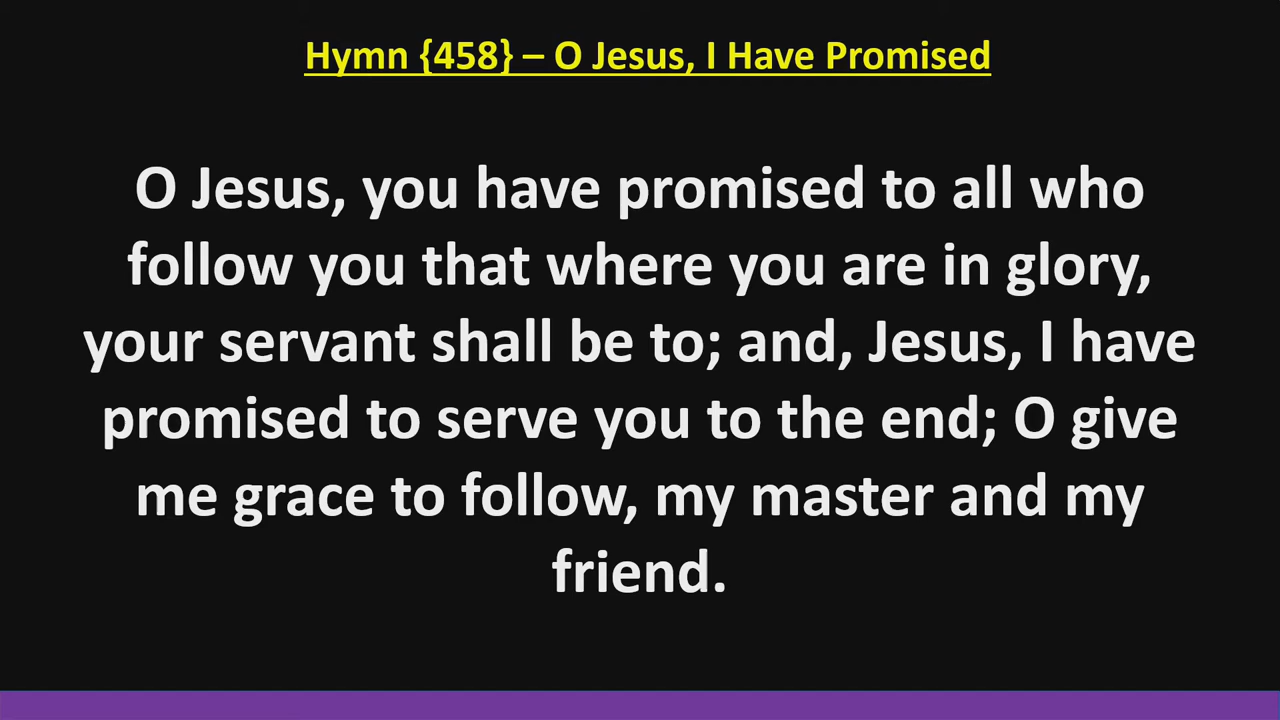 Hymn {458} – O Jesus, I Have Promised
O Jesus, you have promised to all who
follow you that where you are in glory,
your servant shall be to; and, Jesus, I have
promised to serve you to the end; O give
me grace to follow, my master and my
friend.